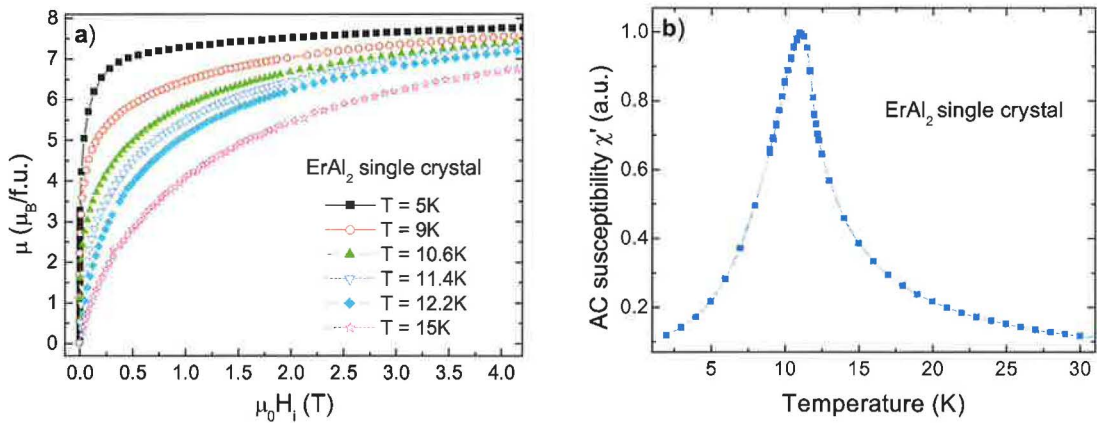 a)
8
7
6
5
4
3
2
1
0
μ (μB/f.u.)
ErAl2 single crystal
T = 5K
T = 9K
T = 10.6K
T = 11.4K
T = 12.2K
T = 15K
0.0 0.5 1.0 1.5 2.0 2.5 3.0 3.5 4.0
μ0Hi (T)
b)
1.0
0.8
0.6
0.4
0.2
AC susceptibility χ' (a.u.)
ErAl2 single crystal
5 10 15 20 25 30
Temperature (K)